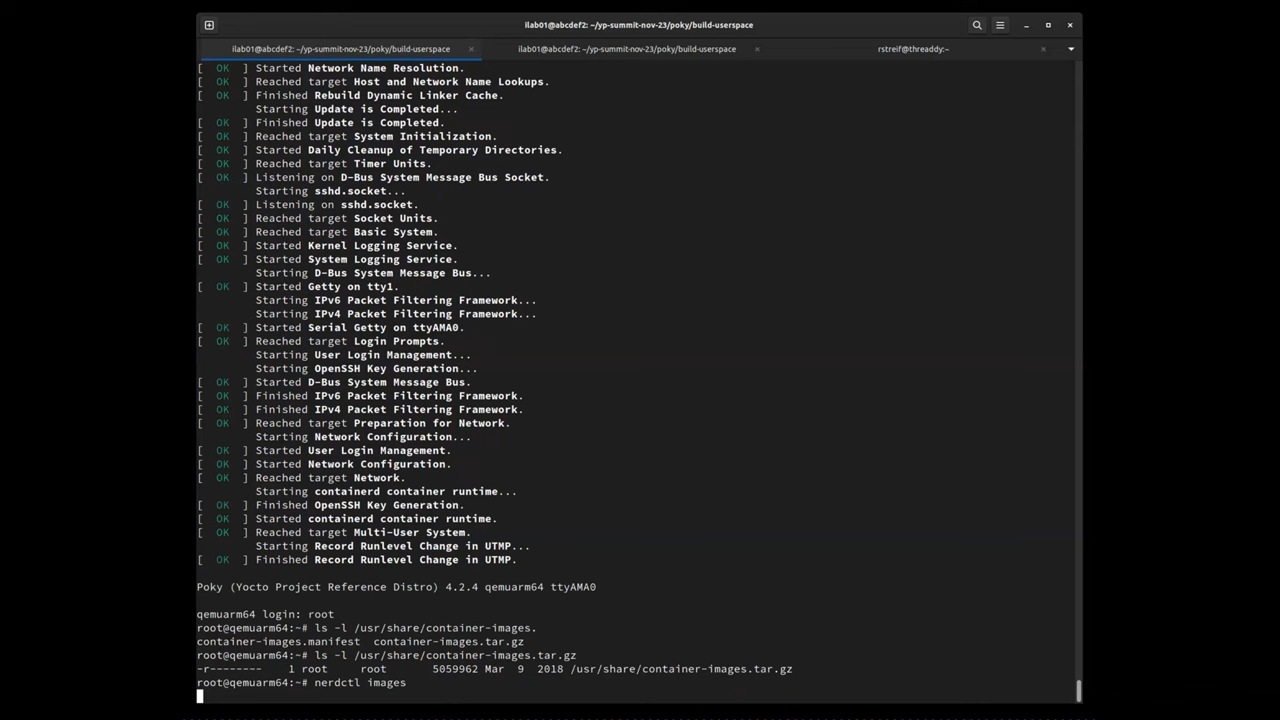 ilab01@abcdef2: ~/yp-summit-nov-23/poky/build-userspace
ilab01@abcdef2: ~/yp-summit-nov-23/poky/build-userspace × ilab01@abcdef2: ~/yp-summit-nov-23/poky/build-userspace × rstreif@threaddy:~ ×
[  OK  ] Started Network Name Resolution.
[  OK  ] Reached target Host and Network Name Lookups.
[  OK  ] Finished Rebuild Dynamic Linker Cache.
         Starting Update is Completed...
[  OK  ] Finished Update is Completed.
[  OK  ] Reached target System Initialization.
[  OK  ] Started Daily Cleanup of Temporary Directories.
[  OK  ] Reached target Timer Units.
[  OK  ] Listening on D-Bus System Message Bus Socket.
         Starting sshd.socket...
[  OK  ] Listening on sshd.socket.
[  OK  ] Reached target Socket Units.
[  OK  ] Reached target Basic System.
[  OK  ] Started Kernel Logging Service.
[  OK  ] Started System Logging Service.
         Starting D-Bus System Message Bus...
[  OK  ] Started Getty on tty1.
         Starting IPv6 Packet Filtering Framework...
         Starting IPv4 Packet Filtering Framework...
[  OK  ] Started Serial Getty on ttyAMA0.
[  OK  ] Reached target Login Prompts.
         Starting User Login Management...
         Starting OpenSSH Key Generation...
[  OK  ] Started D-Bus System Message Bus.
[  OK  ] Finished IPv6 Packet Filtering Framework.
[  OK  ] Finished IPv4 Packet Filtering Framework.
[  OK  ] Reached target Preparation for Network.
         Starting Network Configuration...
[  OK  ] Started User Login Management.
[  OK  ] Started Network Configuration.
[  OK  ] Reached target Network.
         Starting containerd container runtime...
[  OK  ] Finished OpenSSH Key Generation.
[  OK  ] Started containerd container runtime.
[  OK  ] Reached target Multi-User System.
         Starting Record Runlevel Change in UTMP...
[  OK  ] Finished Record Runlevel Change in UTMP.
Poky (Yocto Project Reference Distro) 4.2.4 qemuarm64 ttyAMA0
qemuarm64 login: root
root@qemuarm64:~# ls -l /usr/share/container-images.
container-images.manifest  container-images.tar.gz
root@qemuarm64:~# ls -l /usr/share/container-images.tar.gz
-r--------    1 root     root       5059962 Mar  9  2018 /usr/share/container-images.tar.gz
root@qemuarm64:~# nerdctl images